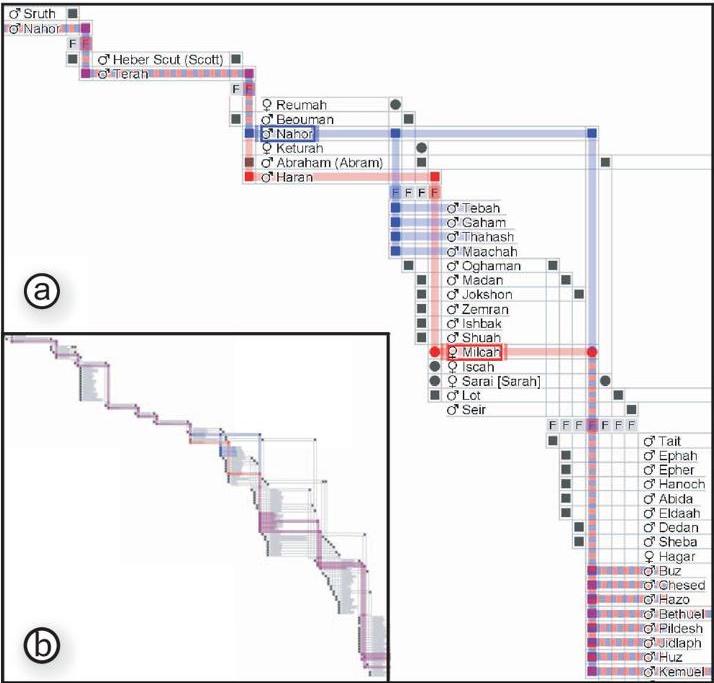 ♂ Sruth
♂ Nahor
F F
♂ Heber Scut (Scott)
♂ Terah
F F
♀ Reumah
♂ Beouman
♂ Nahor
♀ Keturah
♂ Abraham (Abram)
♂ Haran
F F F F
♂ Tebah
♂ Gaham
♂ Thahash
♂ Maachah
♂ Oghaman
♂ Madan
♂ Jokshon
♂ Zemran
♂ Ishbak
♂ Shuah
♀ Milcah
♀ Iscah
♀ Sarai [Sarah]
♂ Lot
♂ Seir
F F F F F F F
♂ Tait
♂ Ephah
♂ Epher
♂ Hanoch
♂ Abida
♂ Eldaah
♂ Dedan
♂ Sheba
♀ Hagar
♂ Buz
♂ Chesed
♂ Hazo
♂ Bethuel
♂ Pildesh
♂ Jidlaph
♂ Huz
♂ Kemuel
a
b